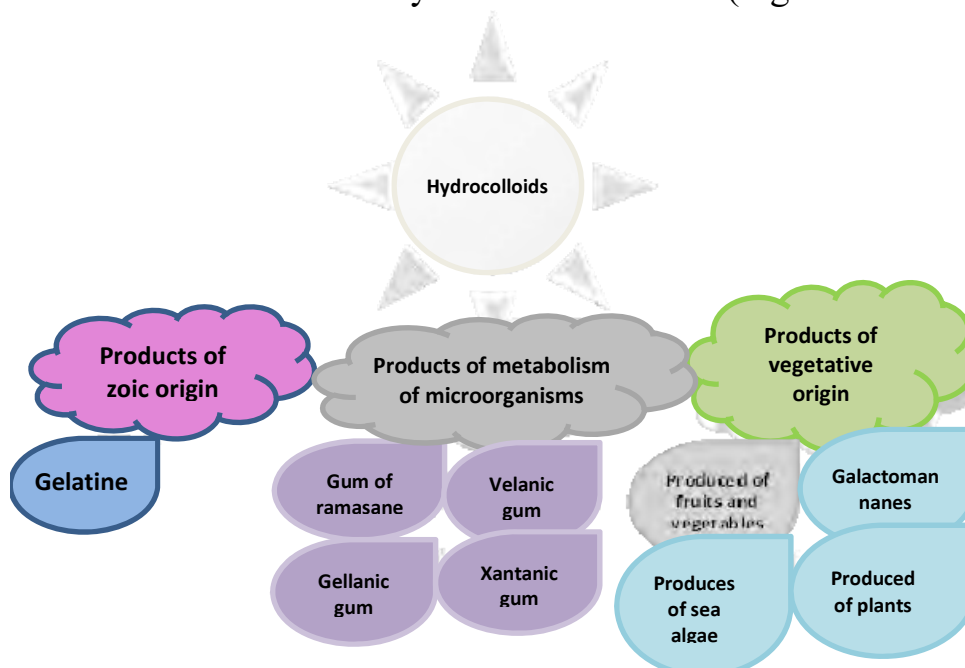 Hydrocolloids
Products of
zoic origin
Products of metabolism
of microorganisms
Products of
vegetative
origin
Gelatine
Gum of
ramasane
Velanic
gum
Gellanic
gum
Xantanic
gum
Produced of
fruits and
vegetables
Galactoman
nanes
Produces
of sea
algae
Produced
of plants